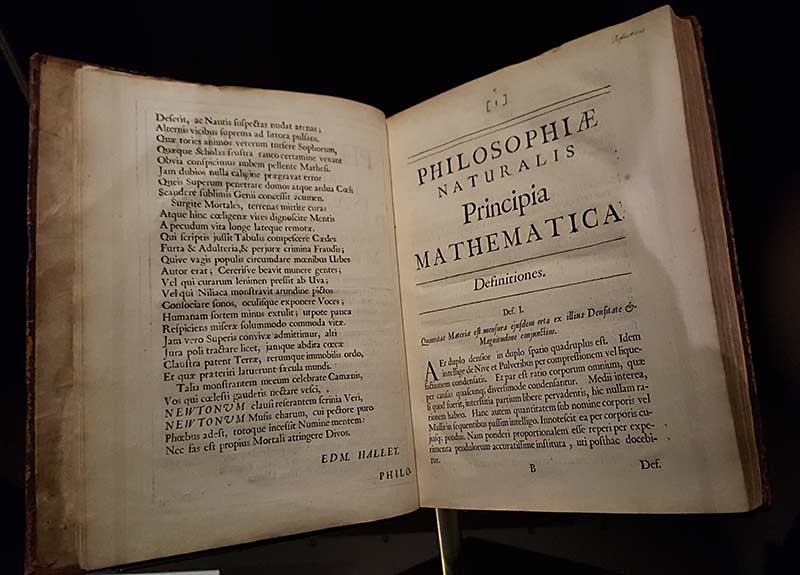 Deſerit, ac Nautis ſuſpectas nudat arenas;
Alternis vicibus ſuprema ad littora pulſans.
Quæ toties animos veterum torſere Sophorum,
Quæque Scholas fruſtra rauco certamine vexant
Obvia conſpicimus nubem pellente Matheſi.
Jam dubios nulla caligine prægravat error
Queis Superum penetrare domos atque ardua Cœli
Scandere ſublimis Genii conceſſit acumen.
Surgite Mortales, terrenas mittite curas
Atque hinc cœligenæ vires dignoſcite Mentis
A pecudum vita longe lateque remotæ.
Qui ſcriptis juſſit Tabulis compeſcere Cædes
Furta & Adulteria, & perjuræ crimina Fraudis;
Quive vagis populis circumdare mœnibus Urbes
Autor erat; Cererisve beavit munere gentes;
Vel qui curarum lenimen preſſit ab Uva;
Vel qui Niliaca monſtravit arundine pictos
Conſociare ſonos, oculiſque exponere Voces;
Humanam ſortem minus extulit; utpote pauca
Reſpiciens miſeræ ſolummodo commoda vitæ.
Jam vero Superis convivæ admittimur, alti
Jura poli tractare licet, jamque abdita cœcæ
Clauſtra patent Terræ, rerumque immobilis ordo,
Et quæ præteriti latuerunt ſæcula mundi.
Talia monſtrantem mecum celebrate Camænis,
Vos qui cœleſti gaudetis nectare veſci,
NEWTONVM clauſi reſerantem ſcrinia Veri,
NEWTONVM Muſis charum, cui pectore puro
Phœbus adeſt, totoque inceſſit Numine mentem:
Nec fas eſt propius Mortali attingere Divos.
EDM. HALLEY.
PHILO-
[1]
PHILOSOPHIÆ
NATURALIS
Principia
MATHEMATICA.
Definitiones.
Def. I.
Quantitas Materiæ eſt menſura ejuſdem orta ex illius Denſitate &
Magnitudine conjunctim.
AEr duplo denſior in duplo ſpatio quadruplus eſt. Idem
intellige de Nive et Pulveribus per compreſſionem vel lique-
factionem condenſatis. Et par eſt ratio corporum omnium, quæ
per cauſas quaſcunq; diverſimode condenſantur. Medii interea,
ſi quod fuerit, interſtitia partium libere pervadentis, hic nullam ra-
tionem habeo. Hanc autem quantitatem ſub nomine corporis vel
Maſſæ in ſequentibus paſſim intelligo. Innoteſcit ea per corporis cu-
juſq; pondus. Nam ponderi proportionalem eſſe reperi per expe-
rimenta pendulorum accuratiſſime inſtituta, uti poſthac docebi-
tur.
B
Def.